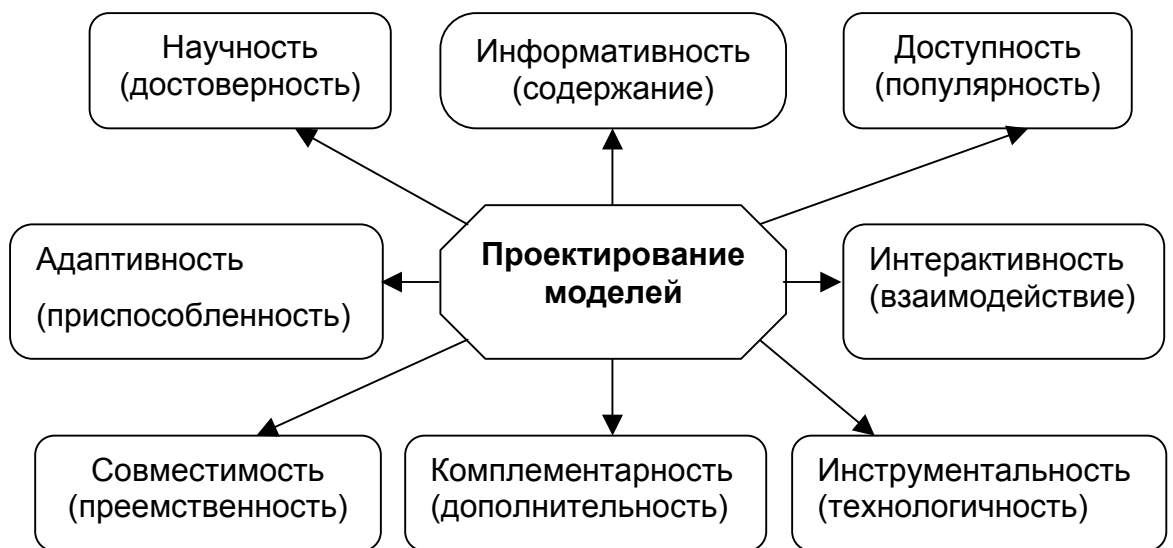 Научность
(достоверность)
Информативность
(содержание)
Доступность
(популярность)
Адаптивность
(приспособленность)
Проектирование
моделей
Интерактивность
(взаимодействие)
Совместимость
(преемственность)
Комплементарность
(дополнительность)
Инструментальность
(технологичность)